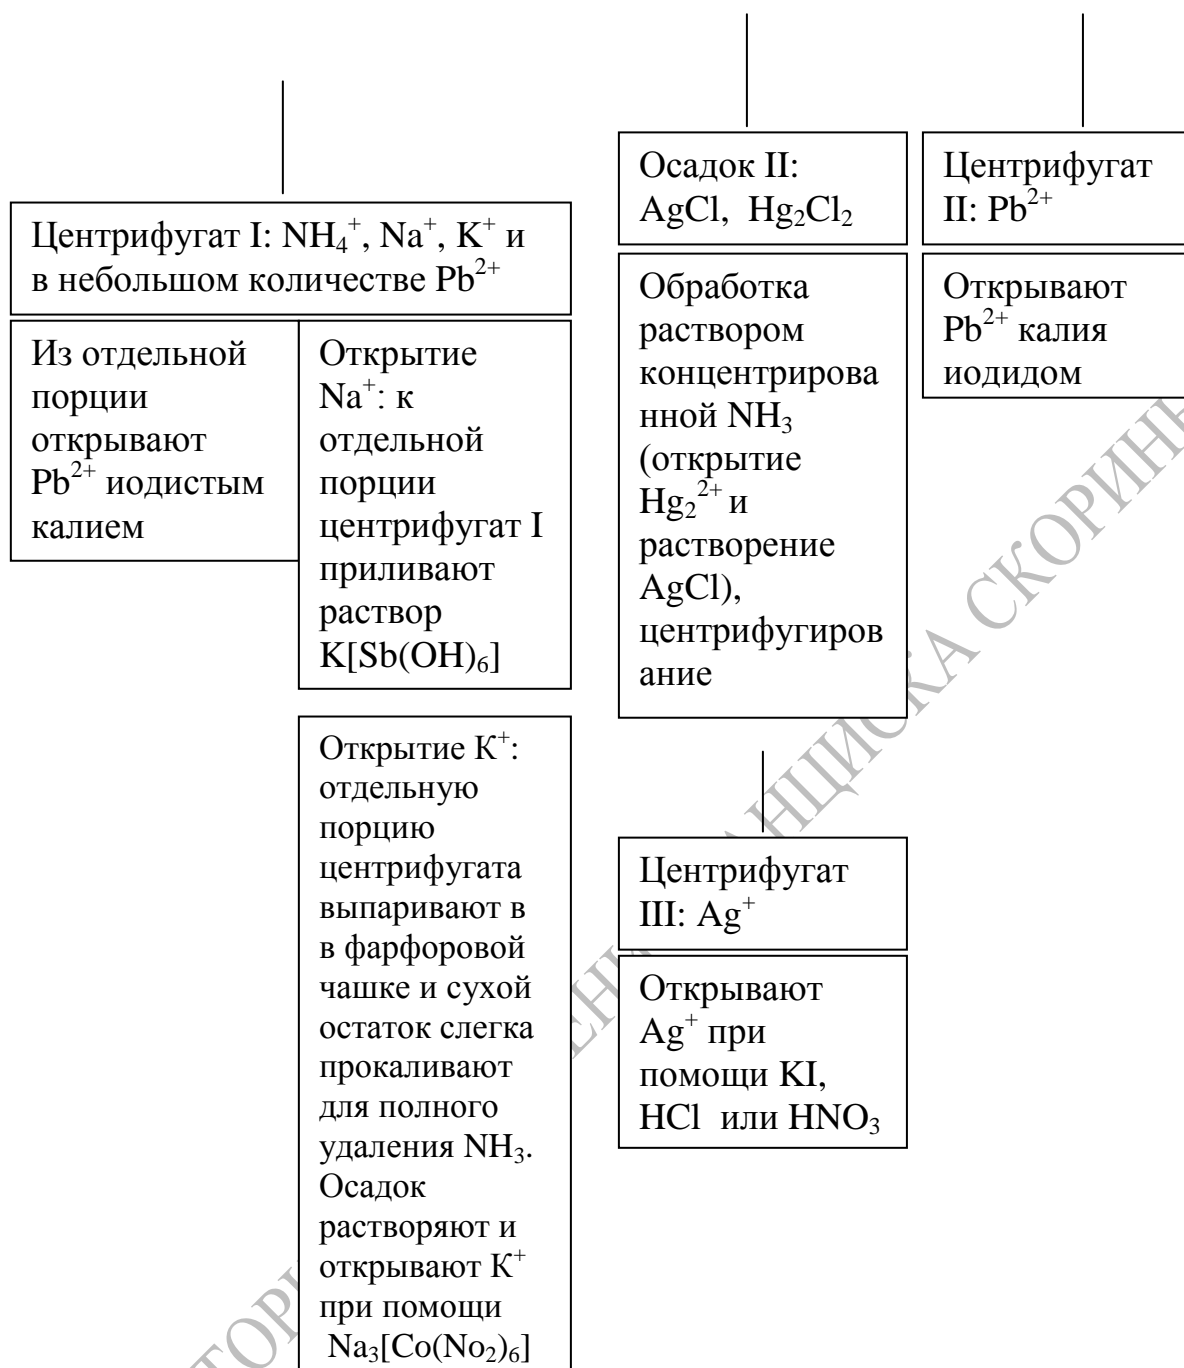 Центрифугат I: NH₄⁺, Na⁺, K⁺ и
в небольшом количестве Pb²⁺
Из отдельной
порции
открывают
Pb²⁺ иодистым
калием
Открытие
Na⁺: к
отдельной
порции
центрифугат I
приливают
раствор
K[Sb(OH)₆]
Открытие K⁺:
отдельную
порцию
центрифугата
выпаривают в
в фарфоровой
чашке и сухой
остаток слегка
прокаливают
для полного
удаления NH₃.
Осадок
растворяют и
открывают K⁺
при помощи
Na₃[Co(No₂)₆]
Осадок II:
AgCl, Hg₂Cl₂
Обработка
раствором
концентрирова
нной NH₃
(открытие
Hg₂²⁺ и
растворение
AgCl),
центрифугиров
ание
Центрифугат
III: Ag⁺
Открывают
Ag⁺ при
помощи KI,
HCl или HNO₃
Центрифугат
II: Pb²⁺
Открывают
Pb²⁺ калия
иодидом
СКОРИНЫ